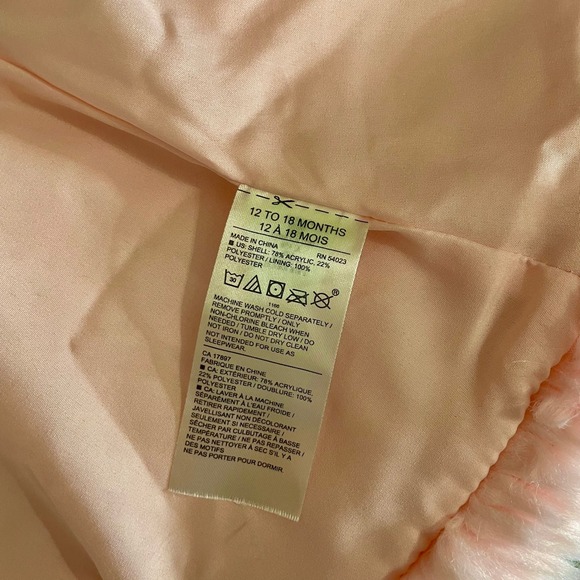 12 TO 18 MONTHS
12 À 18 MOIS
MADE IN CHINA RN 54023
■ US: SHELL: 78% ACRYLIC, 22%
POLYESTER / LINING: 100%
POLYESTER
30 ®
1166
MACHINE WASH COLD SEPARATELY /
REMOVE PROMPTLY / ONLY
NON-CHLORINE BLEACH WHEN
NEEDED / TUMBLE DRY LOW / DO
NOT IRON / DO NOT DRY CLEAN
NOT INTENDED FOR USE AS
SLEEPWEAR.
CA 17897
FABRIQUE EN CHINE
■ CA: EXTÉRIEUR: 78% ACRYLIQUE,
22% POLYESTER / DOUBLURE: 100%
POLYESTER
■ CA: LAVER À LA MACHINE
SÉPARÉMENT À L'EAU FROIDE /
RETIRER RAPIDEMENT /
JAVELLISANT NON DÉCOLORANT
SI NÉCESSAIRE SEULEMENT /
SÉCHER PAR CULBUTAGE À BASSE
TEMPÉRATURE / NE PAS REPASSER /
NE PAS NETTOYER À SEC S'IL Y A
DES MOTIFS
NE PAS PORTER POUR DORMIR.